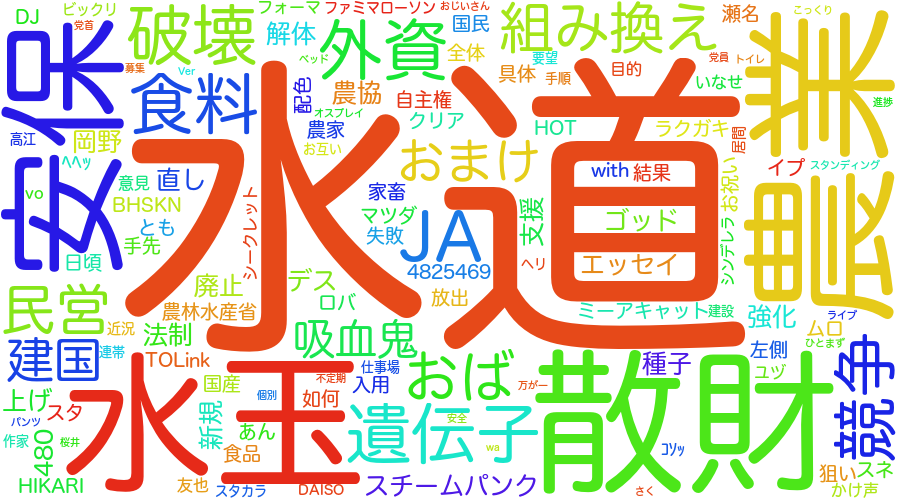 DJ
ビックリ
党首
破壊
フォーマ
ファミマローソン
おじいさん
解体
国民
外資
全体
ペッド
組み換え
瀬名
こっくり
党員
トイレ
安保
募集
Ver
食料
配色
農協
オスプレイ
自主権
具体
要望
手順
目的
いなせ
農業
進捗
高江
岡野
ヘヘッ
農家
お互い
クリア
HOT
ラクガキ
居間
スタンディング
水道
おまけ
with
結果
イプ
お祝い
意見
直し
vo
BHSKN
とも
手先
日頃
シークレット
家畜
マツダ
失敗
JA
4825469
支援
ヘリ
ゴッド
エッセイ
シンデレラ
廃止
デス
ロバ
放出
農林水産省
ミーアキャット
建設
強化
ライブ
ムロ
ひとまず
民営
近況
法制
吸血鬼
建国
連帯
TOLink
仕事場
おば
種子
左側
ユヅ
競争
上げ
パンツ
スタ
水玉
国産
個別
不定期
入用
如何
万が一
散財
作家
桜井
480
新規
あん
食品
遺伝子
安全
wa
コソッ
HIKARI
友也
スタカラ
DAISO
スチームパンク
さく
狙い
スネ
かけ声